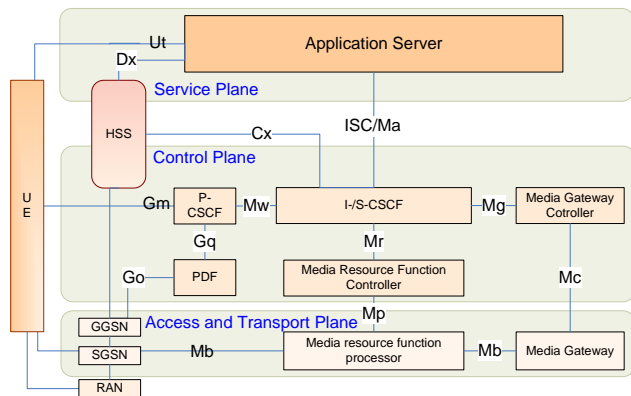 Ut
Application Server
Dx
Service Plane
HSS
Cx
ISC/Ma
Control Plane
U
E
Gm
P-
CSCF
Mw
I-/S-CSCF
Mg
Media Gateway
Cotroller
Gq
Mr
Go
PDF
Media Resource Function
Controller
Mc
GGSN
Access and Transport Plane
Mp
SGSN
Mb
Media resource function
processor
Mb
Media Gateway
RAN